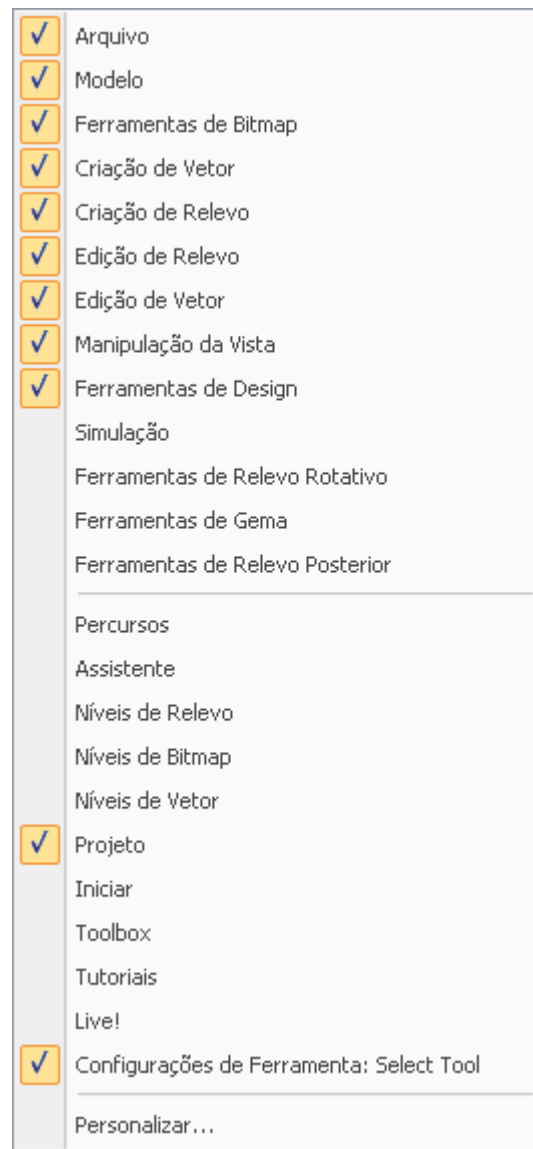 Arquivo
Modelo
Ferramentas de Bitmap
Criação de Vetor
Criação de Relevo
Edição de Relevo
Edição de Vetor
Manipulação da Vista
Ferramentas de Design
Simulação
Ferramentas de Relevo Rotativo
Ferramentas de Gema
Ferramentas de Relevo Posterior
Percursos
Assistente
Níveis de Relevo
Níveis de Bitmap
Níveis de Vetor
Projeto
Iniciar
Toolbox
Tutoriais
Live!
Configurações de Ferramenta: Select Tool
Personalizar...